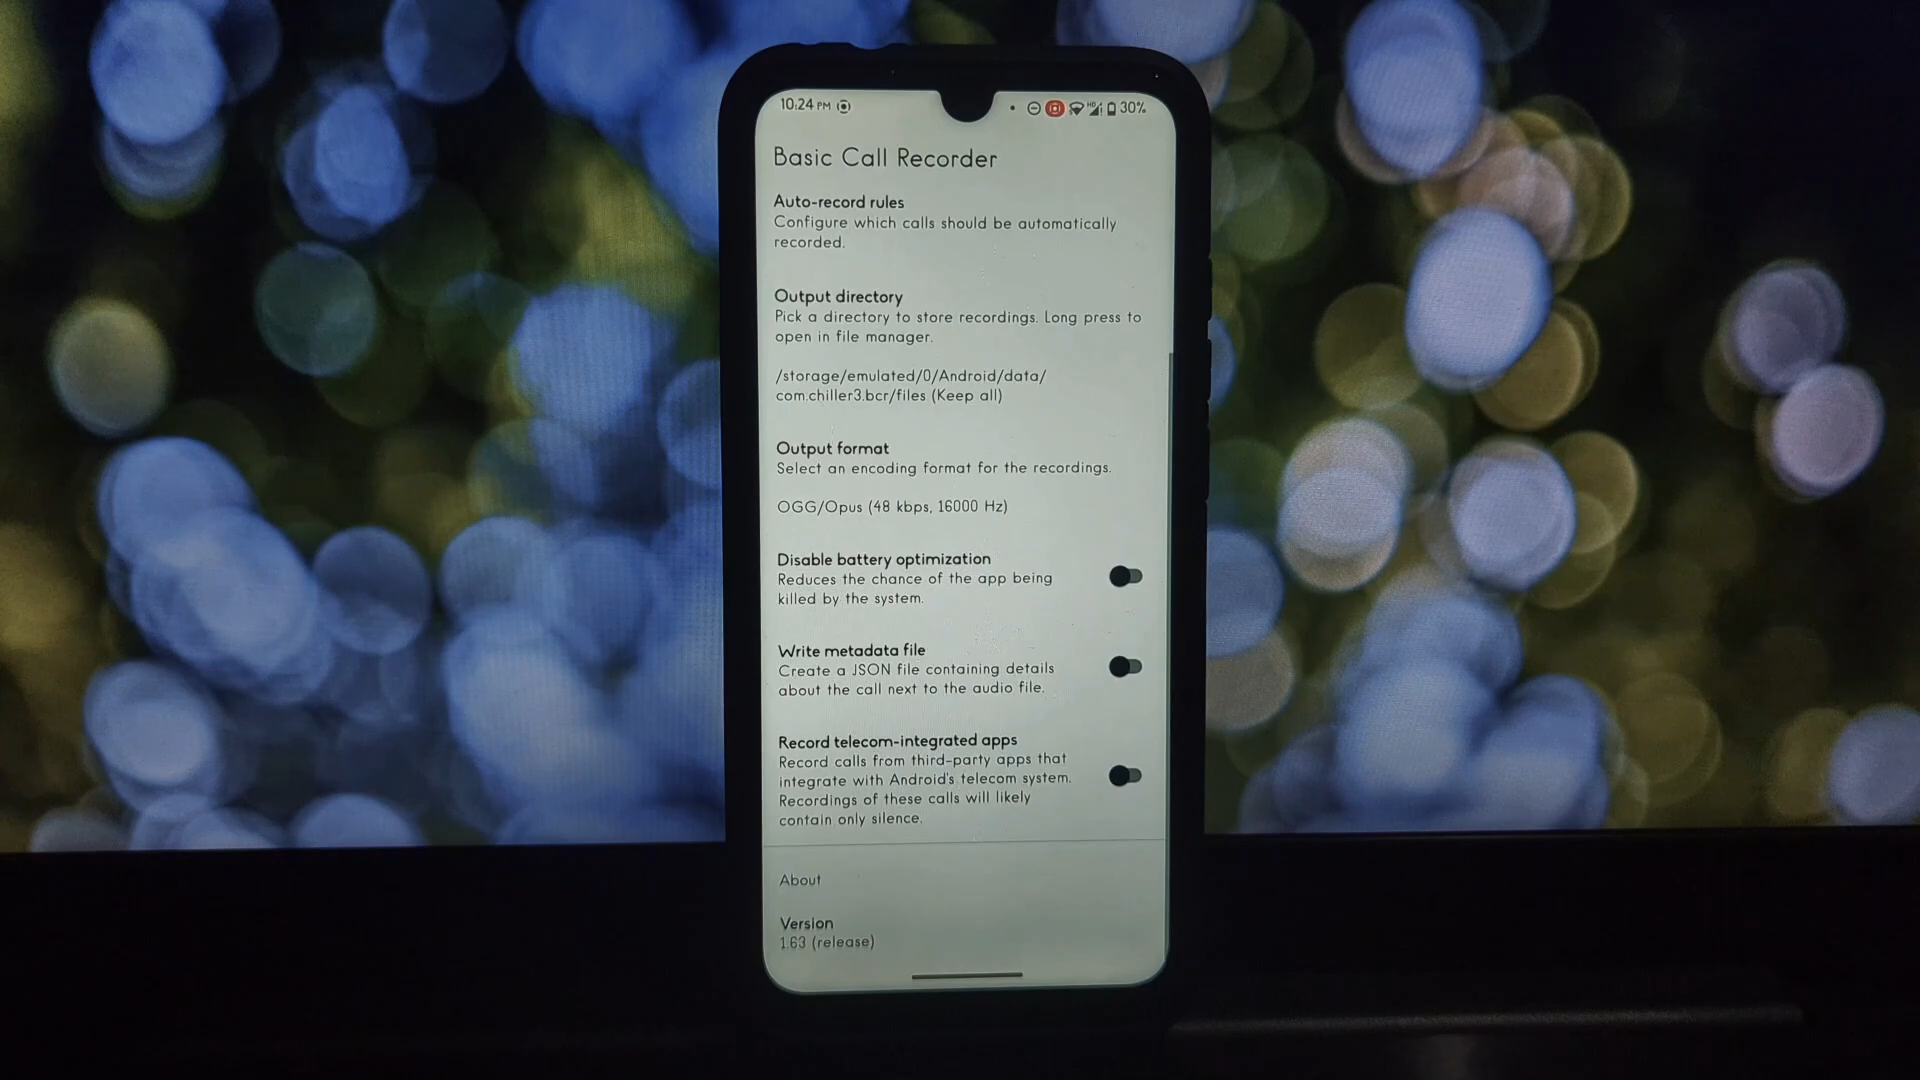 10:24 PM
HD
30%
Basic Call Recorder
Auto-record rules
Configure which calls should be automatically
recorded.
Output directory
Pick a directory to store recordings. Long press to
open in file manager.
/storage/emulated/0/Android/data/
com.chiller3.bcr/files (Keep all)
Output format
Select an encoding format for the recordings.
OGG/Opus (48 kbps, 16000 Hz)
Disable battery optimization
Reduces the chance of the app being
killed by the system.
Write metadata file
Create a JSON file containing details
about the call next to the audio file.
Record telecom-integrated apps
Record calls from third-party apps that
integrate with Android's telecom system.
Recordings of these calls will likely
contain only silence.
About
Version
1.63 (release)